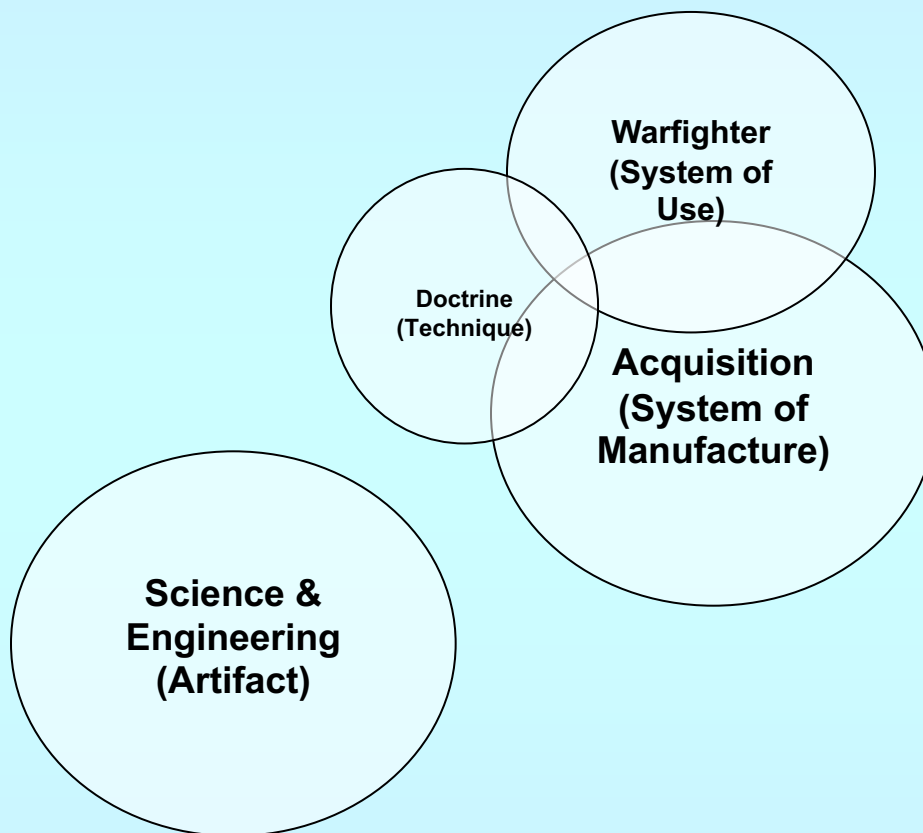 Warfighter
(System of
Use)
Doctrine
(Technique)
Acquisition
(System of
Manufacture)
Science &
Engineering
(Artifact)